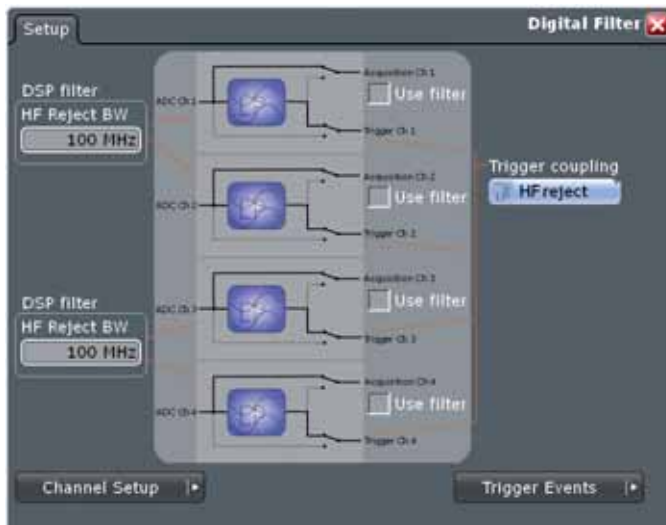 Setup
Digital Filter
DSP filter
HF Reject BW
100 MHz
ADC Ch 1
Acquisition Ch 1
Use filter
Trigger Ch 1
ADC Ch 2
Acquisition Ch 2
Use filter
Trigger Ch 2
Trigger coupling
HF reject
DSP filter
HF Reject BW
100 MHz
ADC Ch 3
Acquisition Ch 3
Use filter
Trigger Ch 3
ADC Ch 4
Acquisition Ch 4
Use filter
Trigger Ch 4
Channel Setup
Trigger Events